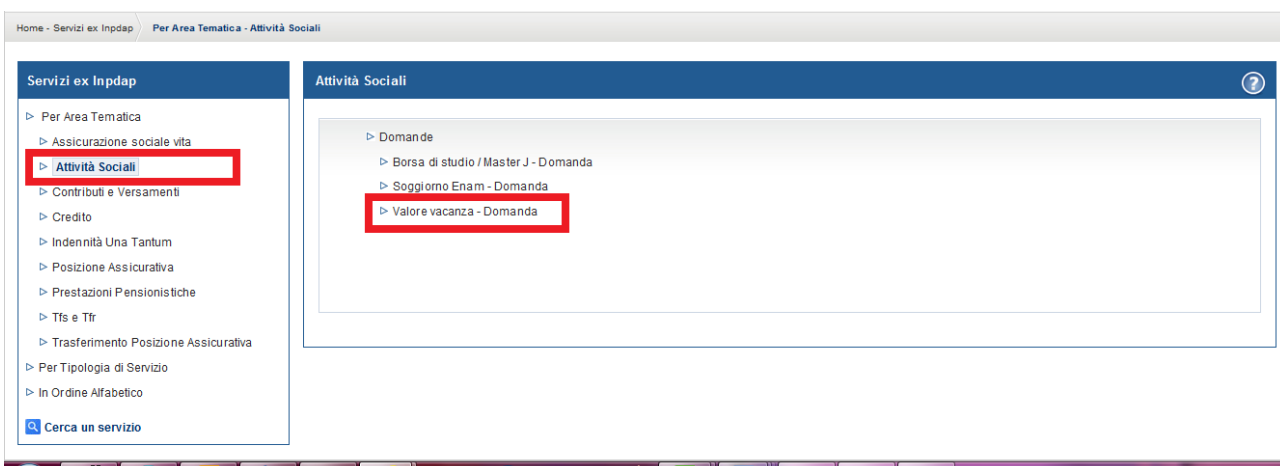 Home - Servizi ex Inpdap Per Area Tematica - Attività Sociali
Servizi ex Inpdap
Per Area Tematica
Assicurazione sociale vita
Attività Sociali
Contributi e Versamenti
Credito
Indennità Una Tantum
Posizione Assicurativa
Prestazioni Pensionistiche
Tfs e Tfr
Trasferimento Posizione Assicurativa
Per Tipologia di Servizio
In Ordine Alfabetico
Cerca un servizio
Attività Sociali
?
Domande
Borsa di studio / Master J - Domanda
Soggiorno Enam - Domanda
Valore vacanza - Domanda